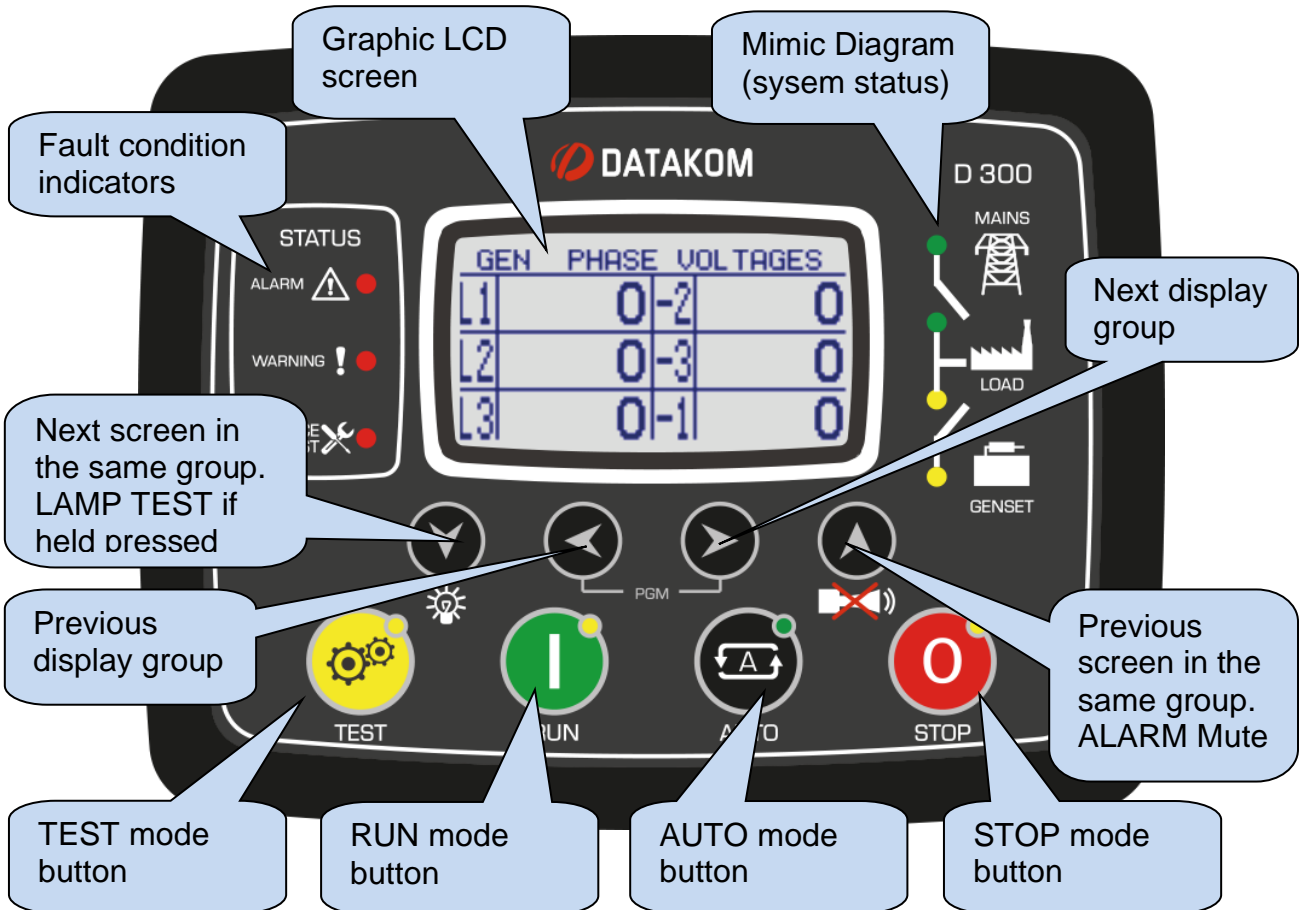 Graphic LCD
screen
Mimic Diagram
(sysem status)
Fault condition
indicators
DATAKOM
D 300
STATUS
MAINS
ALARM
GEN PHASE VOLTAGES
L1 0 -2 0
L2 0 -3 0
L3 0 -1 0
WARNING !
LOAD
Next display
group
GENSET
Next screen in
the same group.
LAMP TEST if
held pressed
PGM
Previous
display group
Previous
screen in the
same group.
ALARM Mute
A
O
TEST
RUN
AUTO
STOP
TEST mode
button
RUN mode
button
AUTO mode
button
STOP mode
button